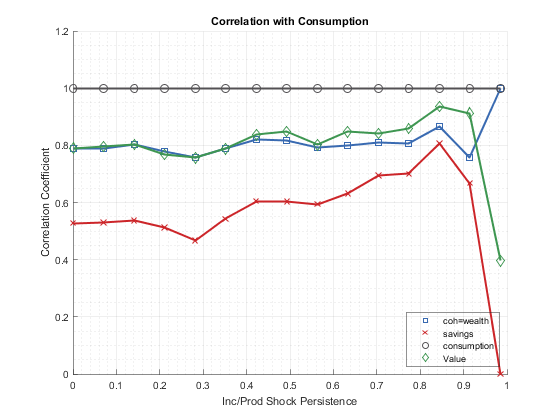 Correlation with Consumption
1.2
1
0.8
0.6
0.4
0.2
0
Correlation Coefficient
0 0.1 0.2 0.3 0.4 0.5 0.6 0.7 0.8 0.9 1
Inc/Prod Shock Persistence
coh=wealth
savings
consumption
Value